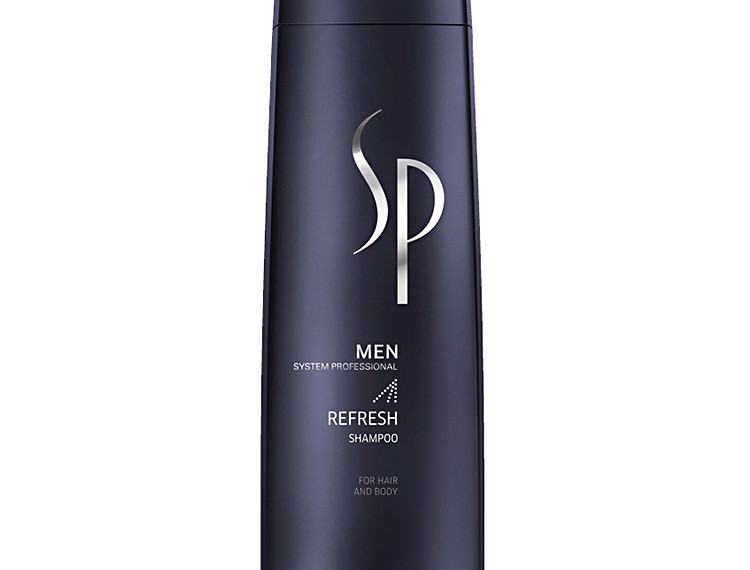 SP
MEN
SYSTEM PROFESSIONAL
REFRESH
SHAMPOO
FOR HAIR
AND BODY